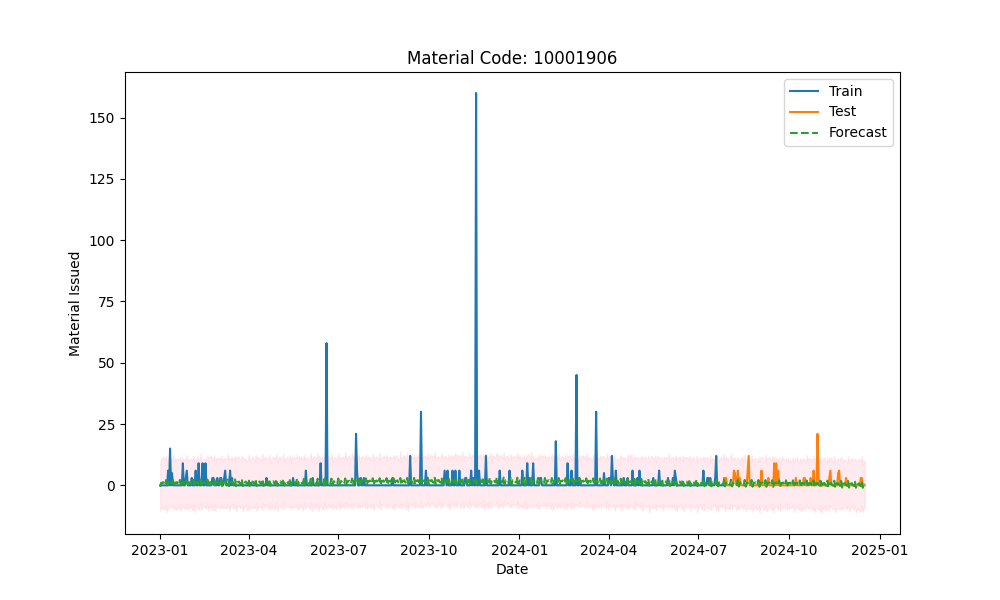 Material Code: 10001906
Train
Test
Forecast
Material Issued
150
125
100
75
50
25
0
2023-01 2023-04 2023-07 2023-10 2024-01 2024-04 2024-07 2024-10 2025-01
Date